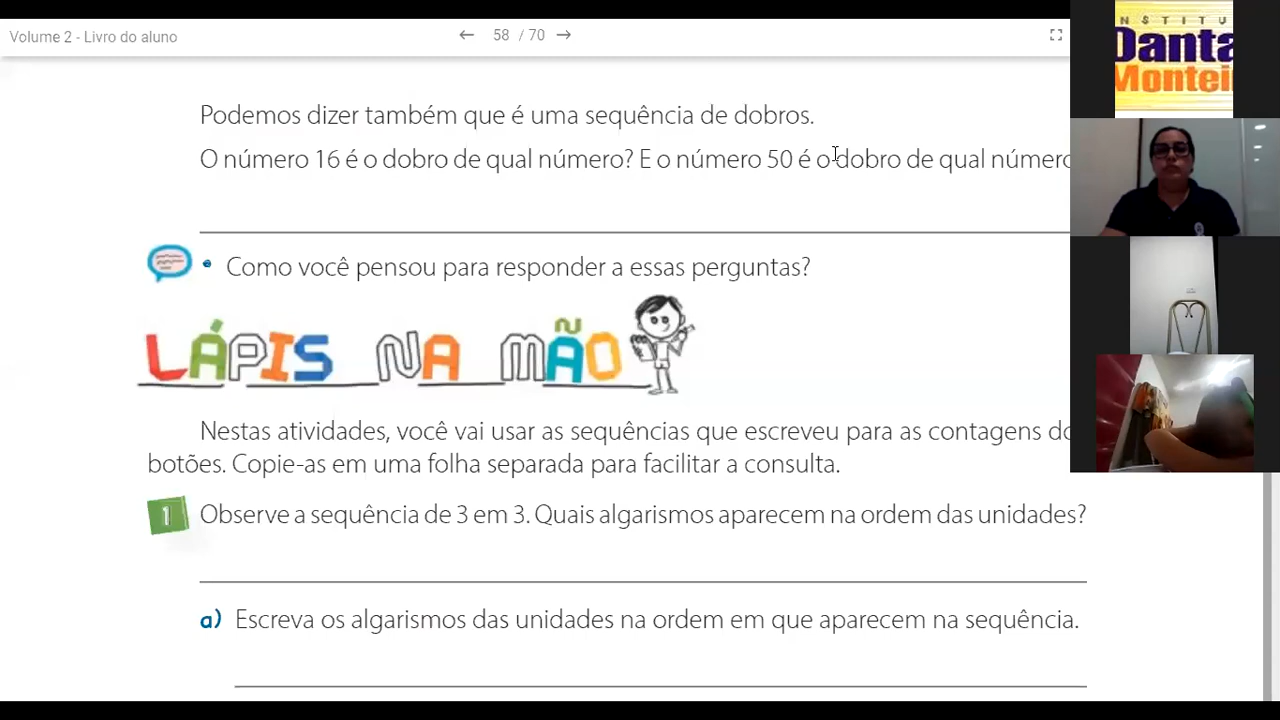 Volume 2 - Livro do aluno
58 / 70
Podemos dizer também que é uma sequência de dobros.
O número 16 é o dobro de qual número? E o número 50 é o dobro de qual número
• Como você pensou para responder a essas perguntas?
LÁPIS NA MÃO
Nestas atividades, você vai usar as sequências que escreveu para as contagens do
botões. Copie-as em uma folha separada para facilitar a consulta.
1 Observe a sequência de 3 em 3. Quais algarismos aparecem na ordem das unidades?
a) Escreva os algarismos das unidades na ordem em que aparecem na sequência.
NSTITU
Danta
Montei